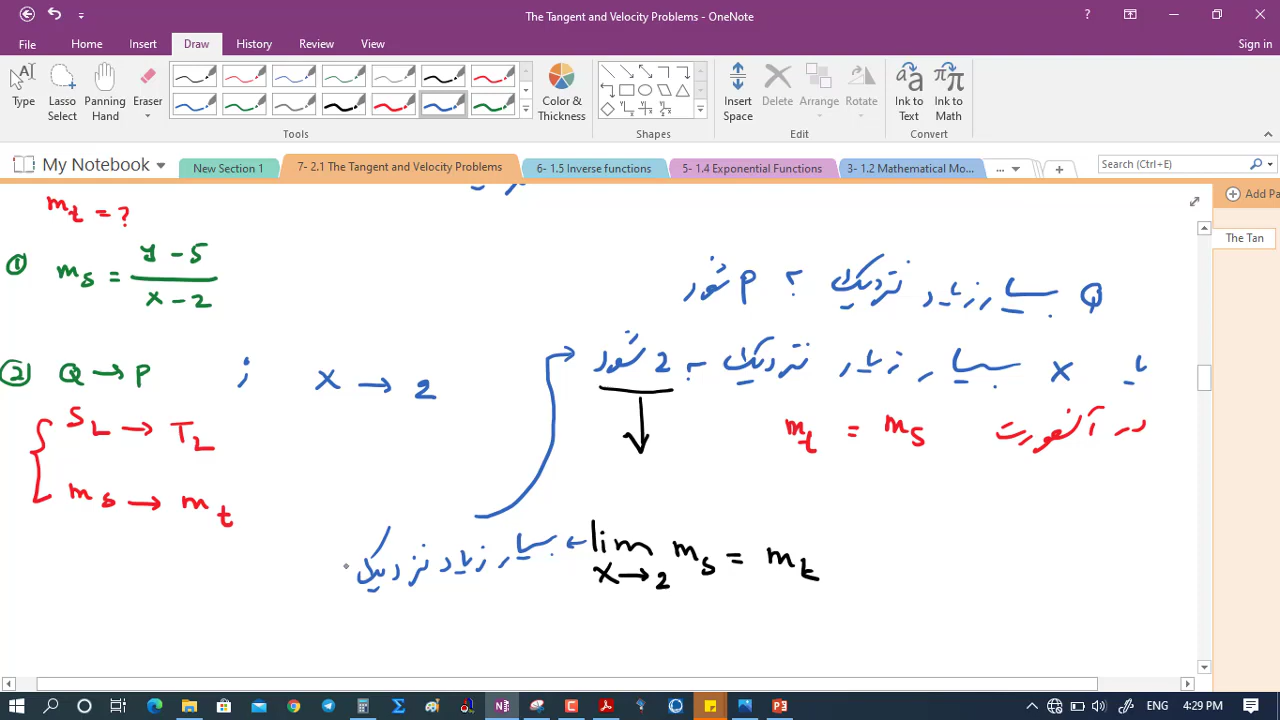 The Tangent and Velocity Problems - OneNote
File Home Insert Draw History Review View Sign in
Type Lasso Select Panning Hand Eraser Color & Thickness Insert Space Delete Arrange Rotate Ink to Text Ink to Math
Tools Shapes Edit Convert
My Notebook New Section 1 7- 2.1 The Tangent and Velocity Problems 6- 1.5 Inverse functions 5- 1.4 Exponential Functions 3- 1.2 Mathematical Mo... ... + Search (Ctrl+E)
Add Pa
The Tan
m_t = ?
① m_s = (y - 5) / (x - 2)
Q بسیار زیاد نزدیک به P شود
② Q → P ; x → 2
یا x بسیار زیاد نزدیک به 2 شود
S_L → T_L
در آنصورت m_t = m_s
m_s → m_t
lim x→2 m_s = m_t
← بسیار زیاد نزدیک
ENG 4:29 PM